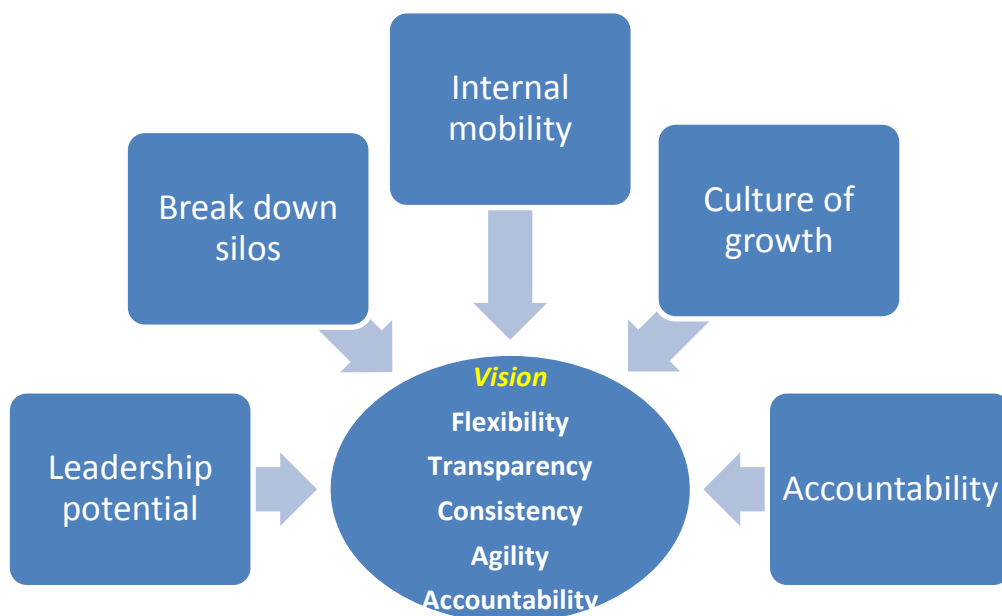 Internal
mobility
Break down
silos
Culture of
growth
Leadership
potential
Vision
Flexibility
Transparency
Consistency
Agility
Accountability
Accountability